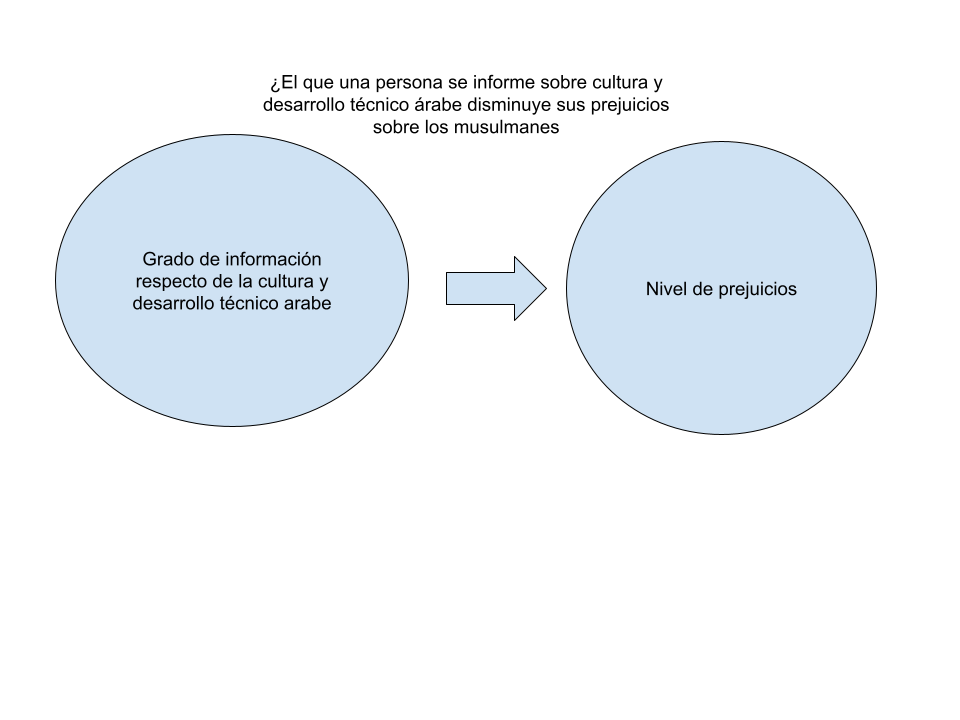 ¿El que una persona se informe sobre cultura y
desarrollo técnico árabe disminuye sus prejuicios
sobre los musulmanes
Grado de información
respecto de la cultura y
desarrollo técnico arabe
Nivel de prejuicios